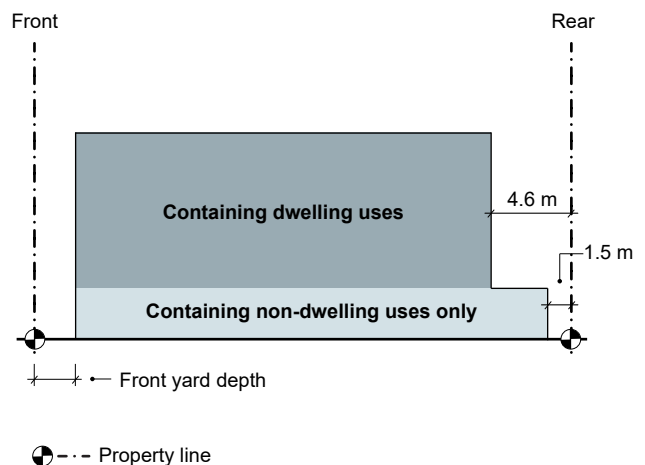 Front
Rear
Containing dwelling uses
4.6 m
1.5 m
Containing non-dwelling uses only
Front yard depth
Property line